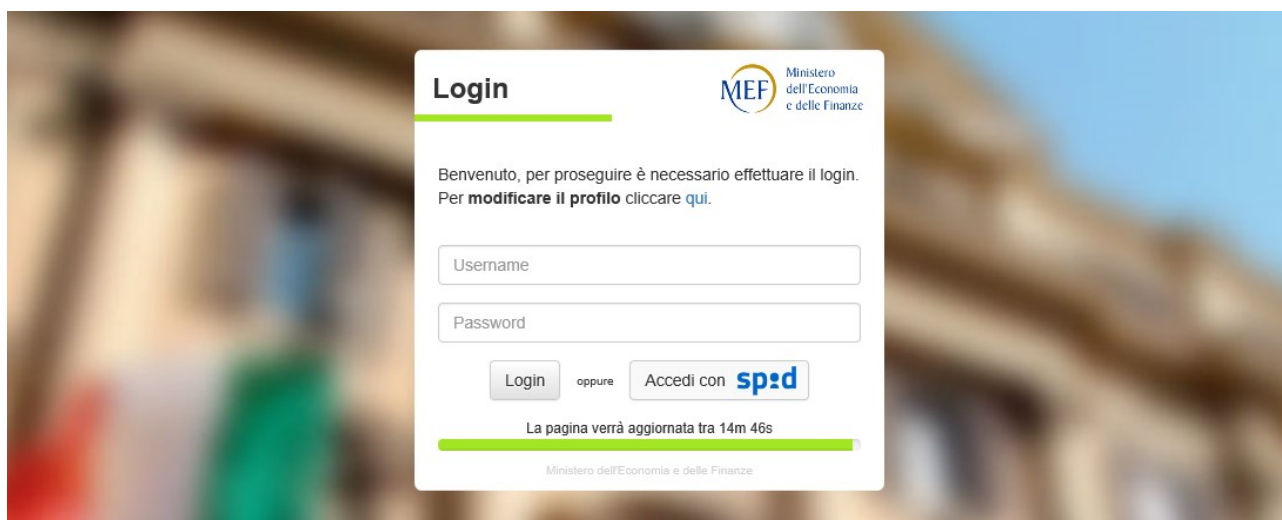 Login
MEF
Ministero
dell'Economia
e delle Finanze
Benvenuto, per proseguire è necessario effettuare il login.
Per modificare il profilo cliccare qui.
Username
Password
Login oppure Accedi con spid
La pagina verrà aggiornata tra 14m 46s
Ministero dell'Economia e delle Finanze